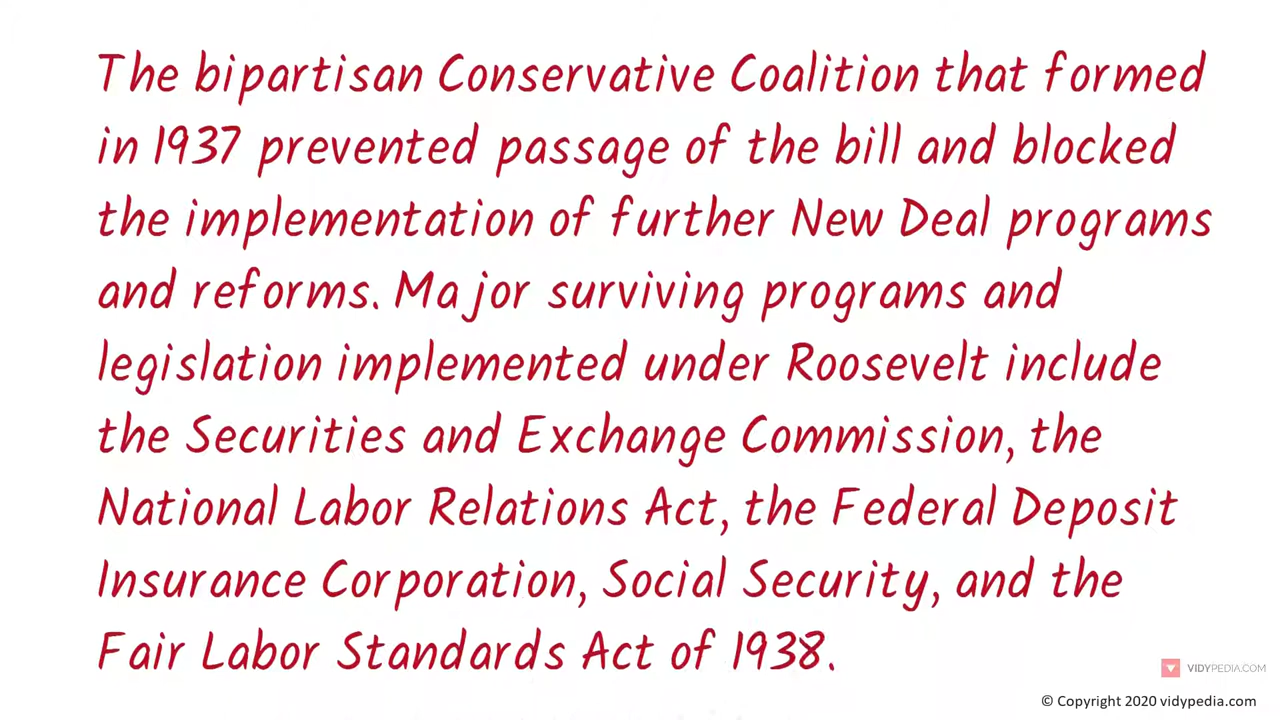 The bipartisan Conservative Coalition that formed
in 1937 prevented passage of the bill and blocked
the implementation of further New Deal programs
and reforms. Major surviving programs and
legislation implemented under Roosevelt include
the Securities and Exchange Commission, the
National Labor Relations Act, the Federal Deposit
Insurance Corporation, Social Security, and the
Fair Labor Standards Act of 1938.
VIDYPEDIA.COM
© Copyright 2020 vidypedia.com